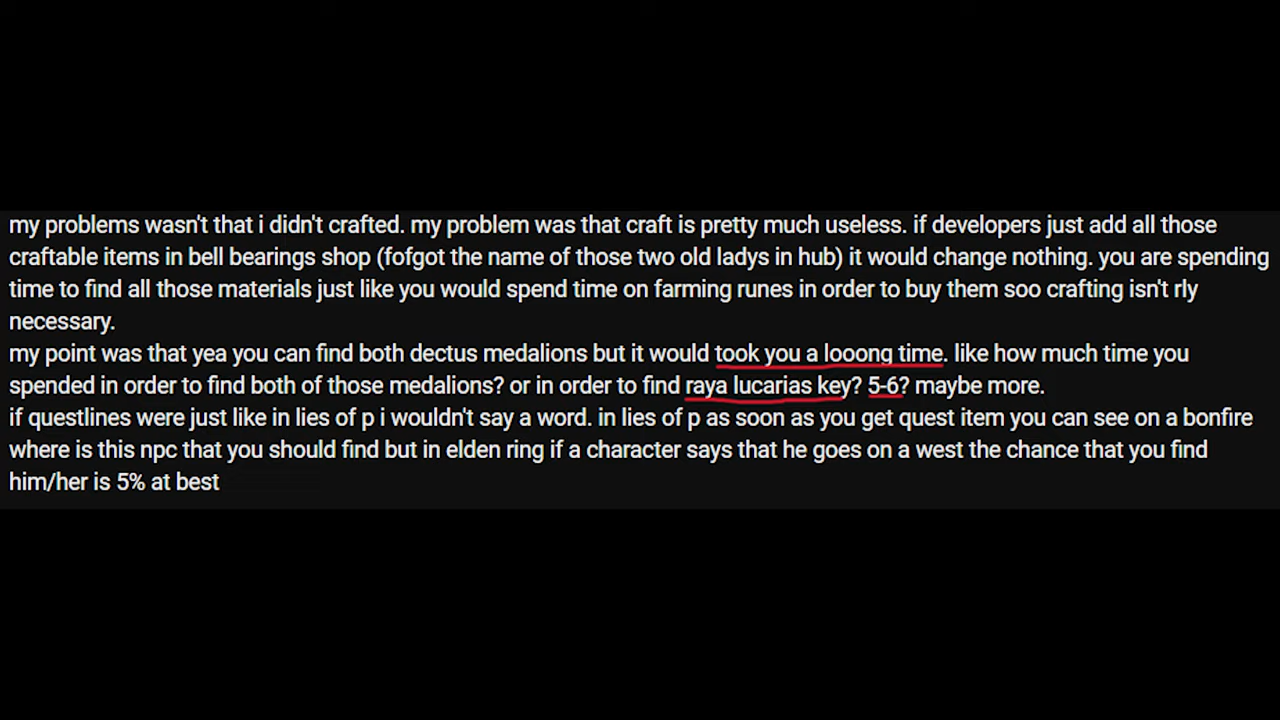 my problems wasn't that i didn't crafted. my problem was that craft is pretty much useless. if developers just add all those
craftable items in bell bearings shop (fofgot the name of those two old ladys in hub) it would change nothing. you are spending
time to find all those materials just like you would spend time on farming runes in order to buy them soo crafting isn't rly
necessary.
my point was that yea you can find both dectus medalions but it would took you a looong time. like how much time you
spended in order to find both of those medalions? or in order to find raya lucarias key? 5-6? maybe more.
if questlines were just like in lies of p i wouldn't say a word. in lies of p as soon as you get quest item you can see on a bonfire
where is this npc that you should find but in elden ring if a character says that he goes on a west the chance that you find
him/her is 5% at best